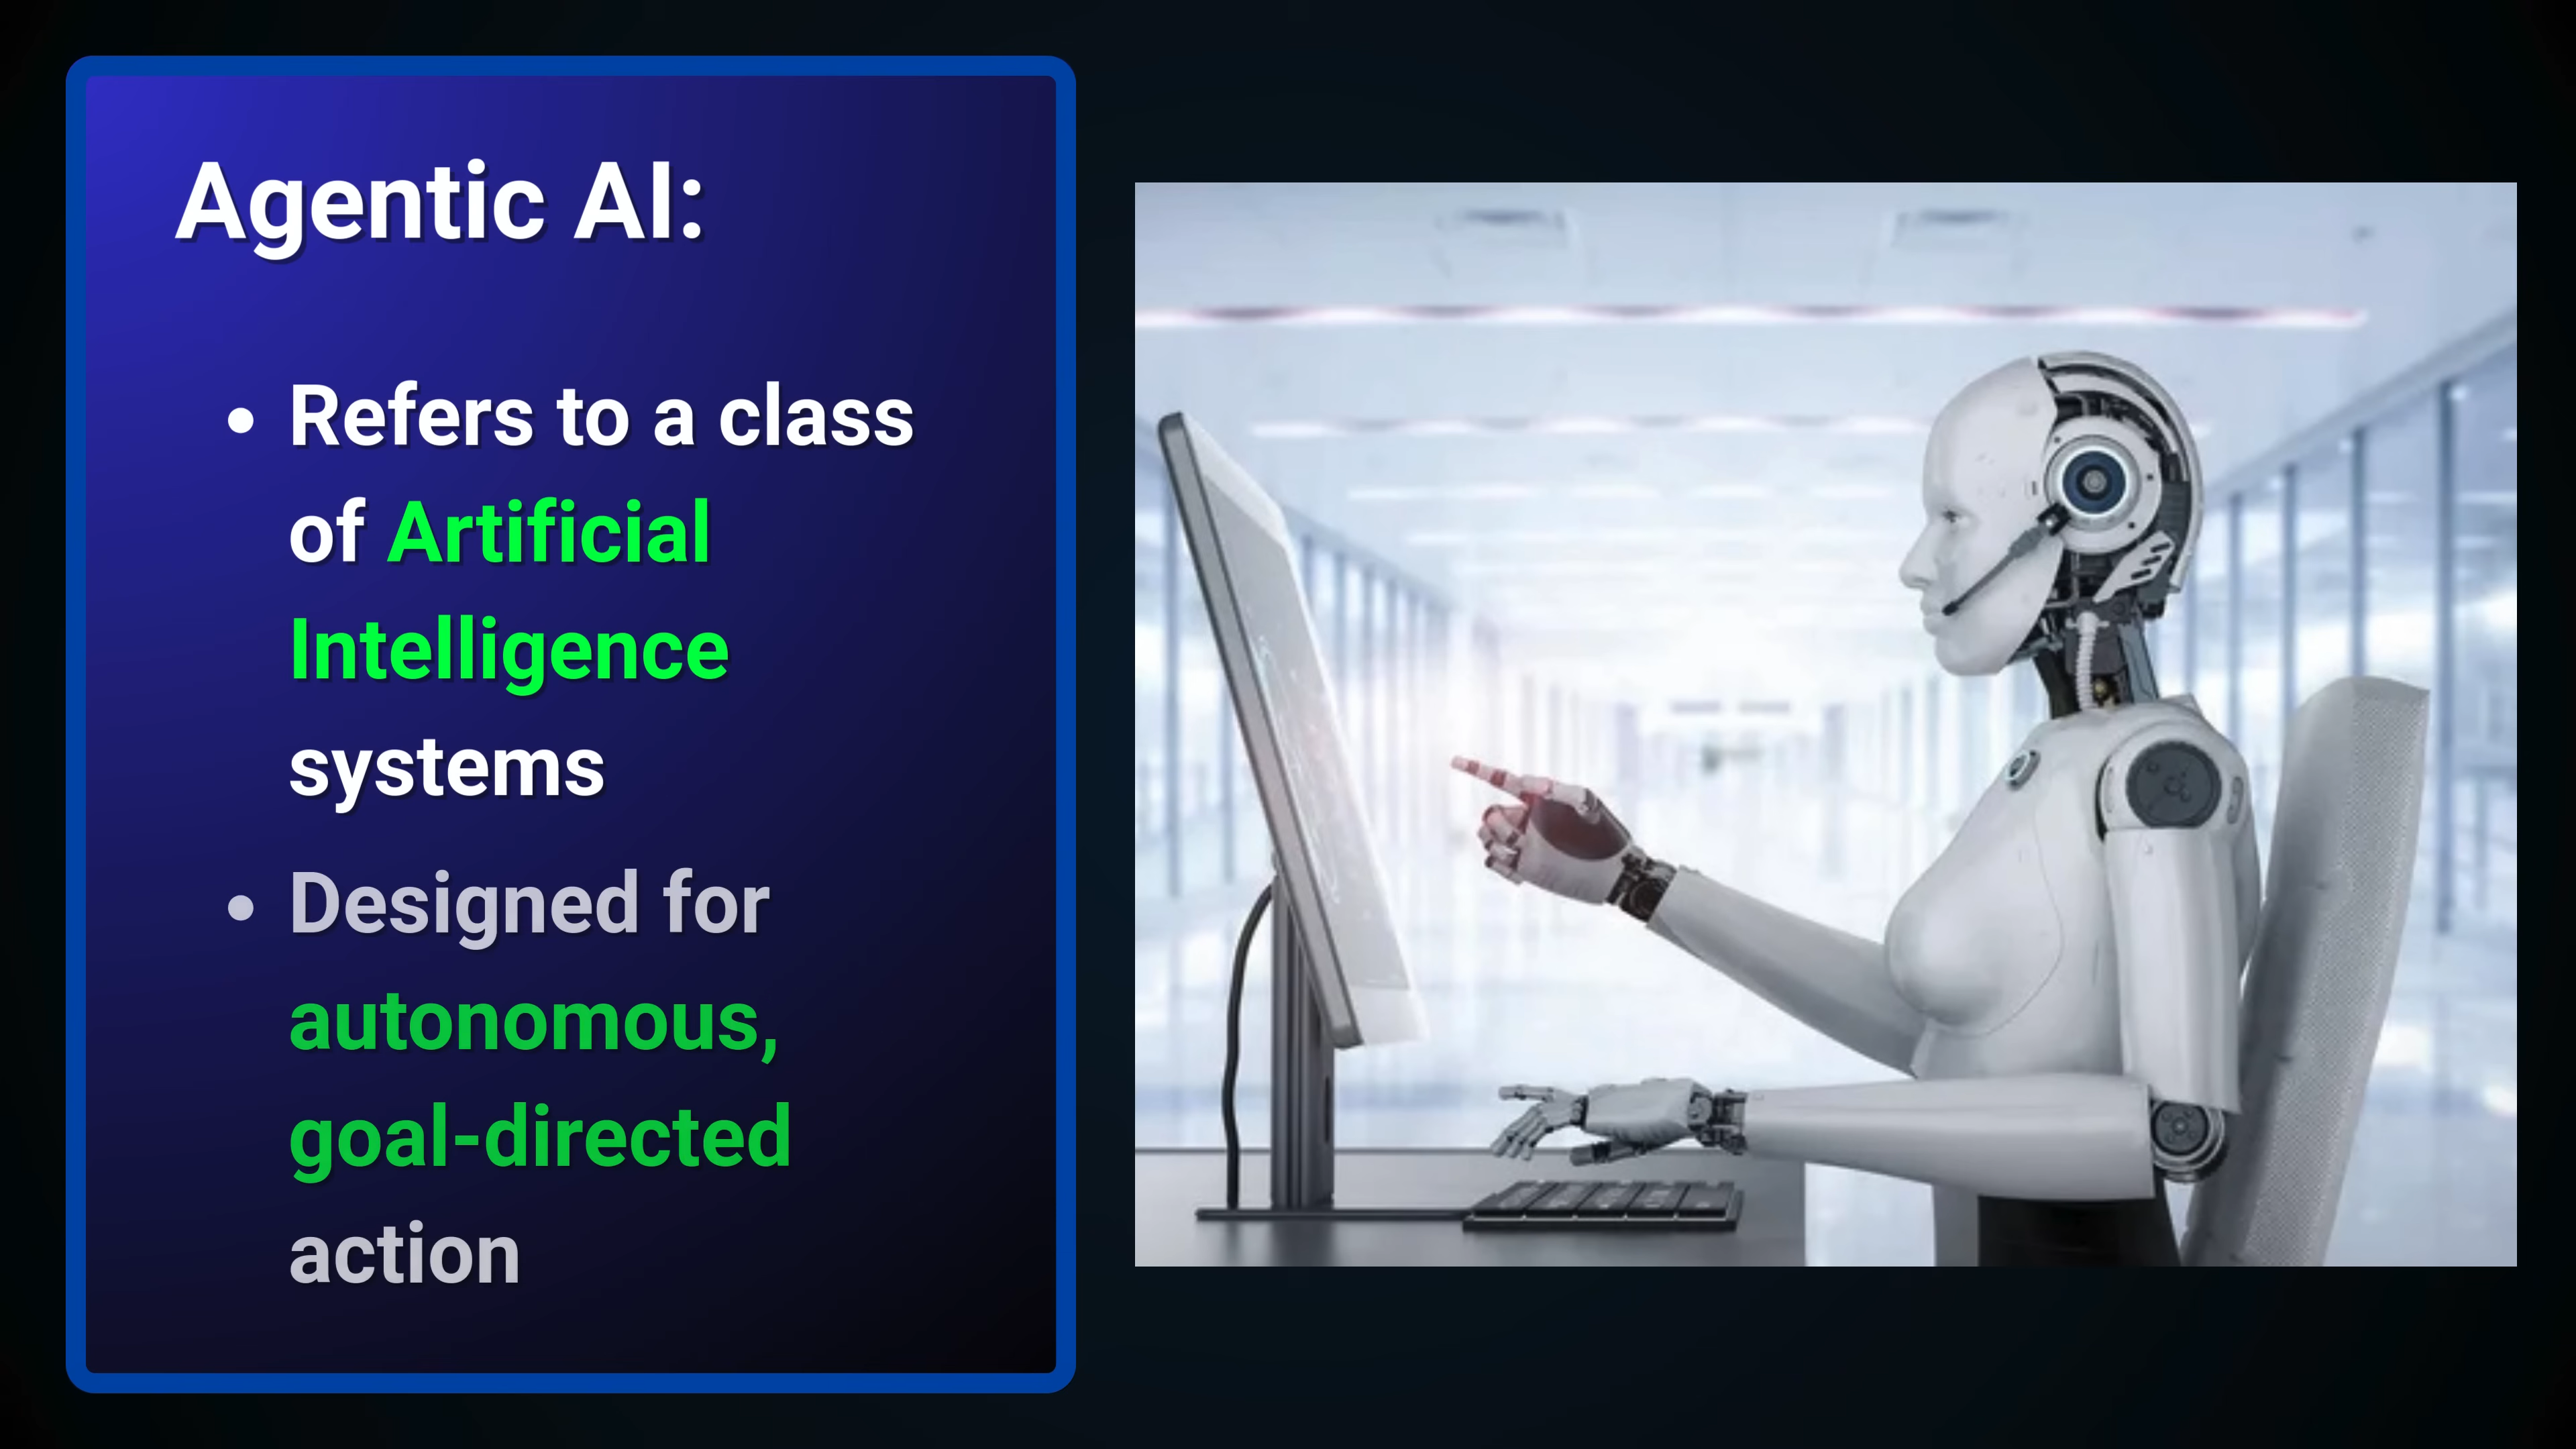 Agentic AI:
• Refers to a class
of Artificial
Intelligence
systems
• Designed for
autonomous,
goal-directed
action